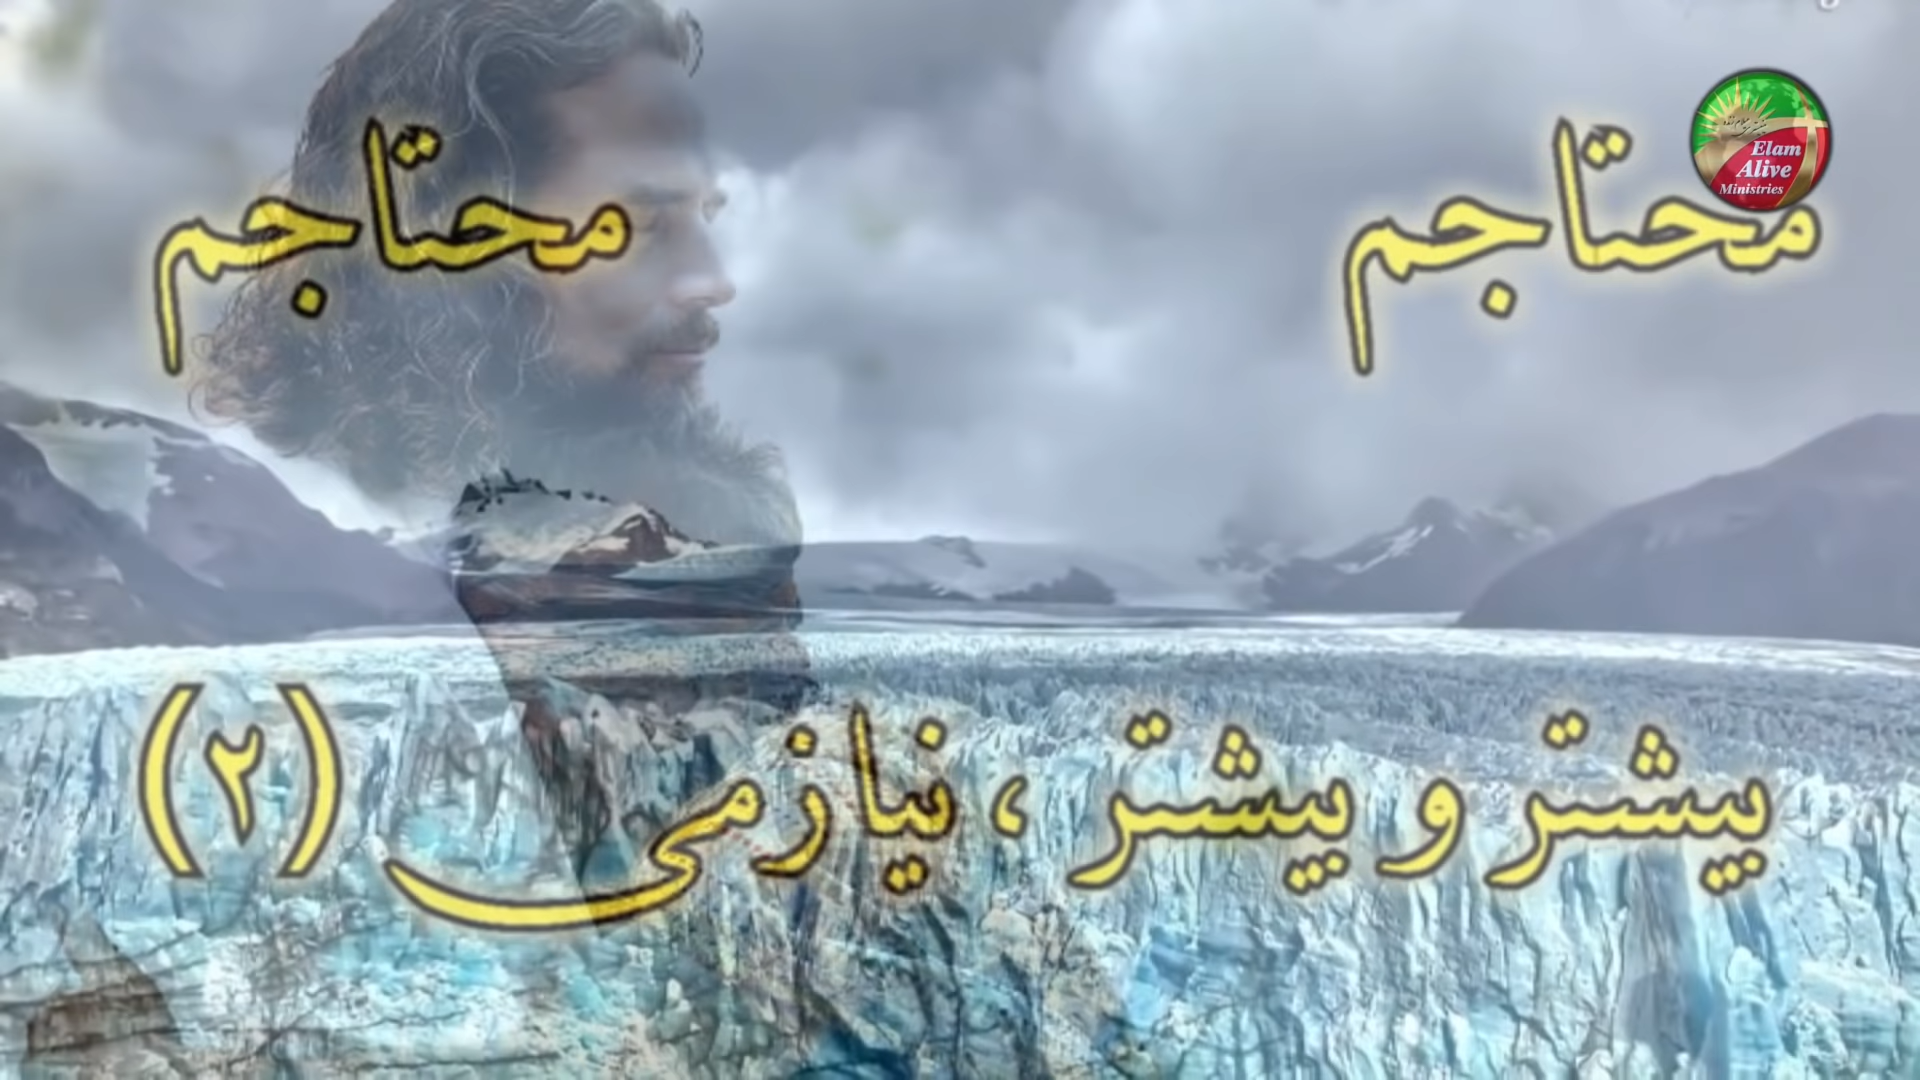 محتاجم محتاجم
بیشتر و بیشتر ، نیازمی (۲)
Elam
Alive
Ministries